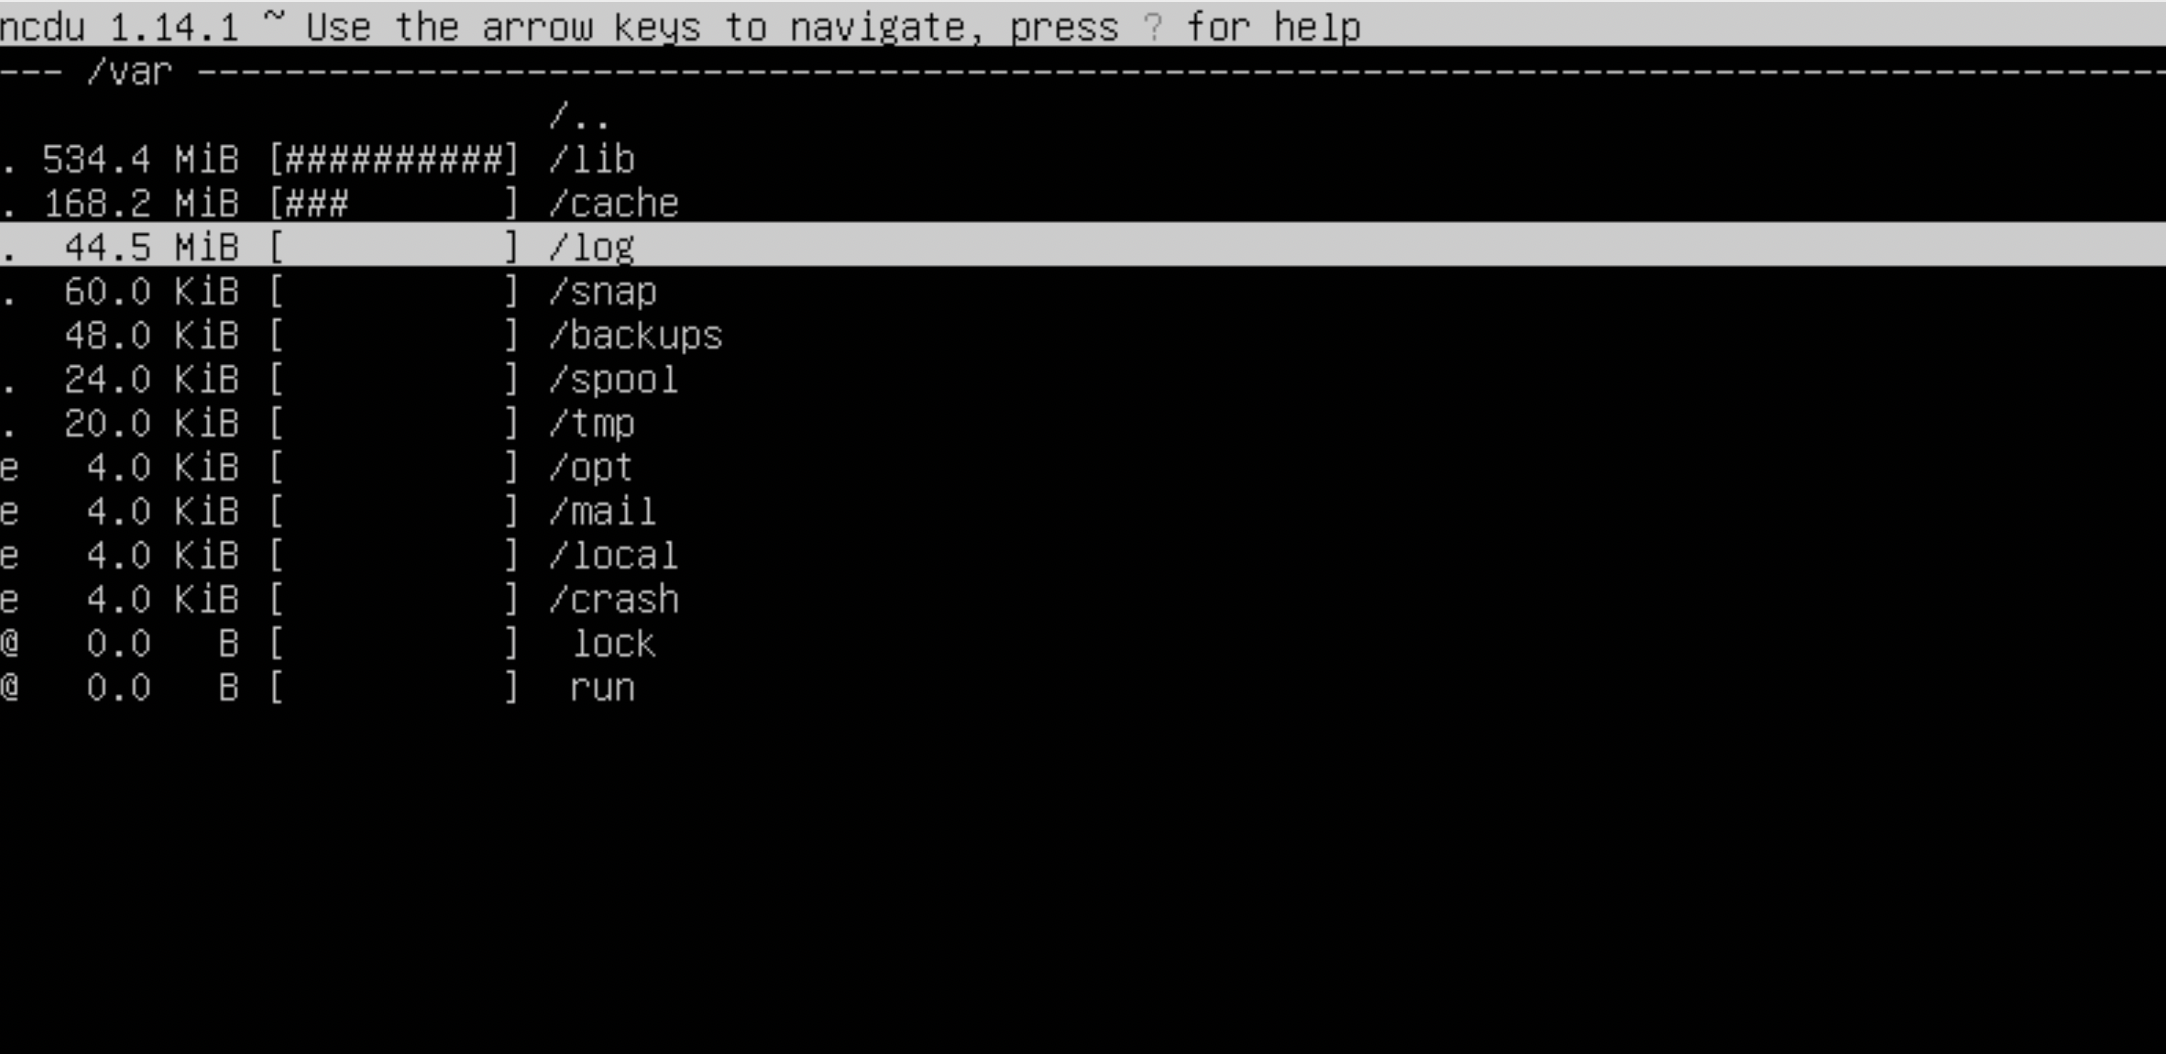 ncdu 1.14.1 ~ Use the arrow keys to navigate, press ? for help
--- /var -----------------------------------------------------------------------------------------
                         /..
. 534.4 MiB [##########] /lib
. 168.2 MiB [###       ] /cache
.  44.5 MiB [          ] /log
.  60.0 KiB [          ] /snap
   48.0 KiB [          ] /backups
.  24.0 KiB [          ] /spool
.  20.0 KiB [          ] /tmp
e   4.0 KiB [          ] /opt
e   4.0 KiB [          ] /mail
e   4.0 KiB [          ] /local
e   4.0 KiB [          ] /crash
@   0.0   B [          ]  lock
@   0.0   B [          ]  run